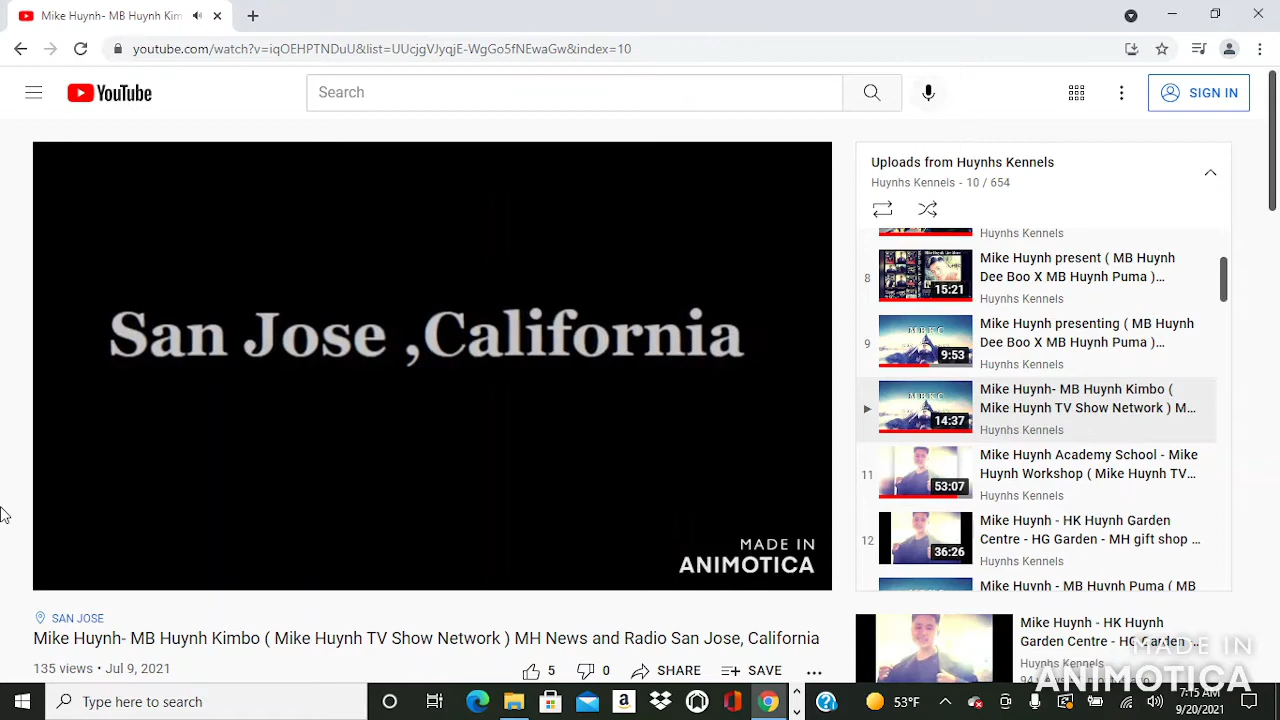 Mike Huynh- MB Huynh Kim
youtube.com/watch?v=iqOEHPTNDuU&list=UUcjgVJyqjE-WgGo5fNEwaGw&index=10
YouTube
Search
SIGN IN
San Jose ,California
MADE IN
ANIMOTICA
Uploads from Huynhs Kennels
Huynhs Kennels - 10 / 654
Huynhs Kennels
8
15:21
Mike Huynh present ( MB Huynh
Dee Boo X MB Huynh Puma )...
Huynhs Kennels
9
MBKC
9:53
Mike Huynh presenting ( MB Huynh
Dee Boo X MB Huynh Puma )...
Huynhs Kennels
MBKC
14:37
Mike Huynh- MB Huynh Kimbo (
Mike Huynh TV Show Network ) M...
Huynhs Kennels
11
53:07
Mike Huynh Academy School - Mike
Huynh Workshop ( Mike Huynh TV...
Huynhs Kennels
12
36:26
Mike Huynh - HK Huynh Garden
Centre - HG Garden - MH gift shop ...
Huynhs Kennels
Mike Huynh - MB Huynh Puma ( MB
SAN JOSE
Mike Huynh- MB Huynh Kimbo ( Mike Huynh TV Show Network ) MH News and Radio San Jose, California
135 views • Jul 9, 2021
5
0
SHARE
SAVE
Mike Huynh - HK Huynh
Garden Centre - HG Garden -
Huynhs Kennels
MADE IN
ANIMOTICA
Type here to search
53°F
7:15 AM
9/20/2021